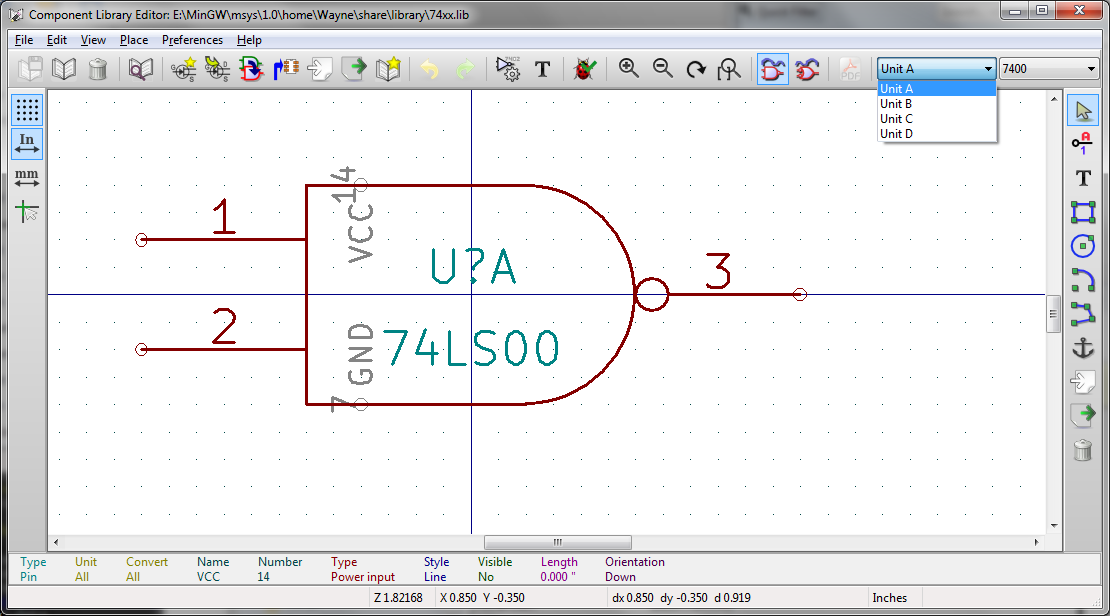 Component Library Editor: E:\MinGW\msys\1.0\home\Wayne\share\library\74xx.lib
File Edit View Place Preferences Help
T PDF Unit A 7400
Unit A
Unit B
Unit C
Unit D
In
mm
A
1
T
14
VCC
1
U?A
3
2
74LS00
GND
7
Type Unit Convert Name Number Type Style Visible Length Orientation
Pin All All VCC 14 Power input Line No 0.000 " Down
Z 1.82168 X 0.850 Y -0.350 dx 0.850 dy -0.350 d 0.919 Inches